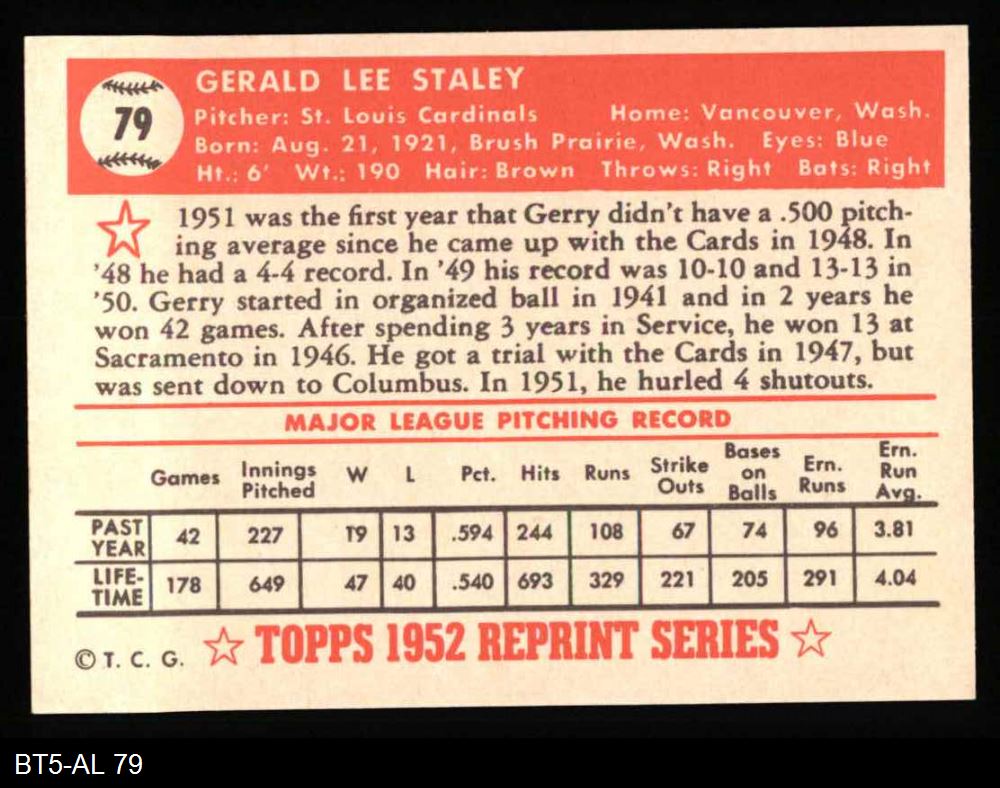 79
GERALD LEE STALEY
Pitcher: St. Louis Cardinals Home: Vancouver, Wash.
Born: Aug. 21, 1921, Brush Prairie, Wash. Eyes: Blue
Ht.: 6' Wt.: 190 Hair: Brown Throws: Right Bats: Right
1951 was the first year that Gerry didn't have a .500 pitch-
ing average since he came up with the Cards in 1948. In
'48 he had a 4-4 record. In '49 his record was 10-10 and 13-13 in
'50. Gerry started in organized ball in 1941 and in 2 years he
won 42 games. After spending 3 years in Service, he won 13 at
Sacramento in 1946. He got a trial with the Cards in 1947, but
was sent down to Columbus. In 1951, he hurled 4 shutouts.
MAJOR LEAGUE PITCHING RECORD
Games Innings Pitched W L Pct. Hits Runs Strike Outs Bases on Balls Ern. Runs Ern. Run Avg.
PAST YEAR 42 227 19 13 .594 244 108 67 74 96 3.81
LIFE-TIME 178 649 47 40 .540 693 329 221 205 291 4.04
© T. C. G. TOPPS 1952 REPRINT SERIES
BT5-AL 79